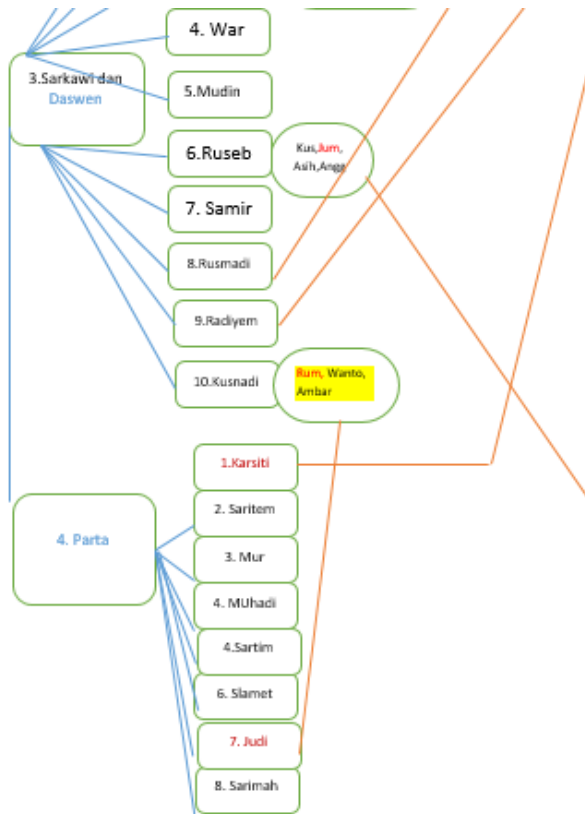 4. War
3.Sarkawi dan
Daswen
5.Mudin
6.Ruseb
Kus,Jum,
Asih,Angg
7. Samir
8.Rusmadi
9.Radiyem
10.Kusnadi
Rum, Wanto,
Ambar
1.Karsiti
2. Saritem
4. Parta
3. Mur
4. MUhadi
4.Sartim
6. Slamet
7. Judi
8. Sarimah